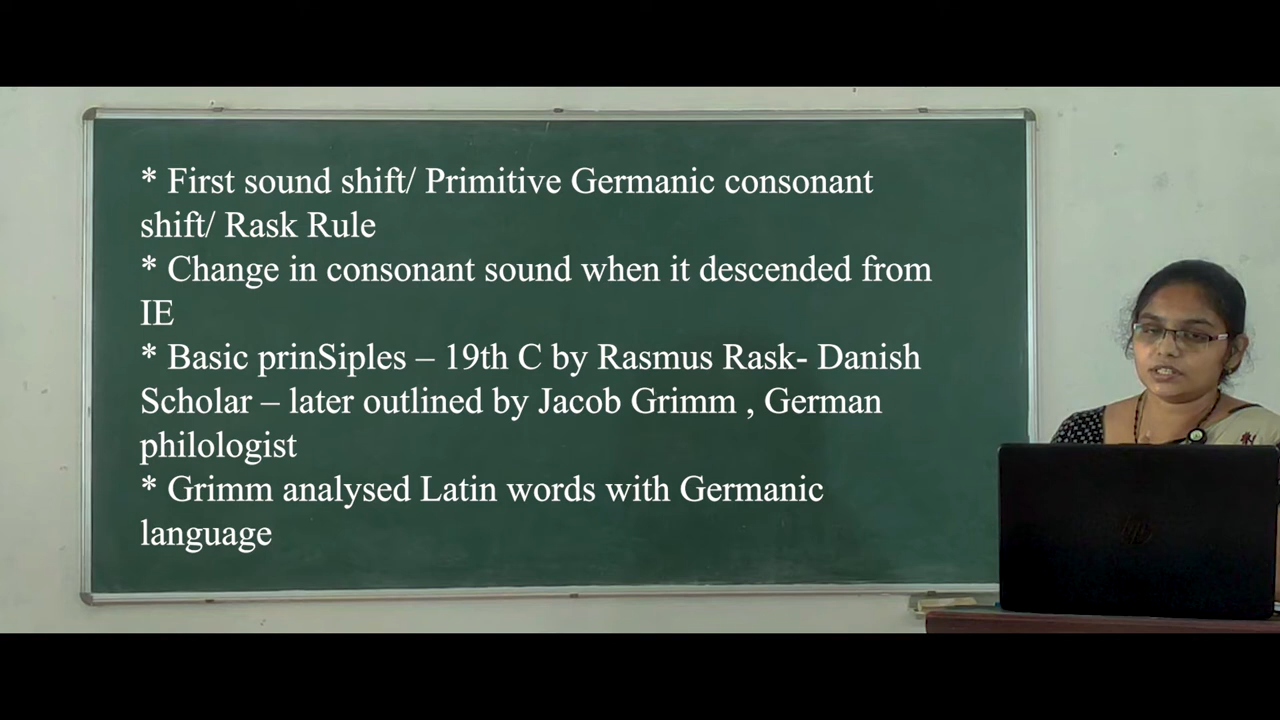 * First sound shift/ Primitive Germanic consonant
shift/ Rask Rule
* Change in consonant sound when it descended from
IE
* Basic prinSiples – 19th C by Rasmus Rask- Danish
Scholar – later outlined by Jacob Grimm , German
philologist
* Grimm analysed Latin words with Germanic
language